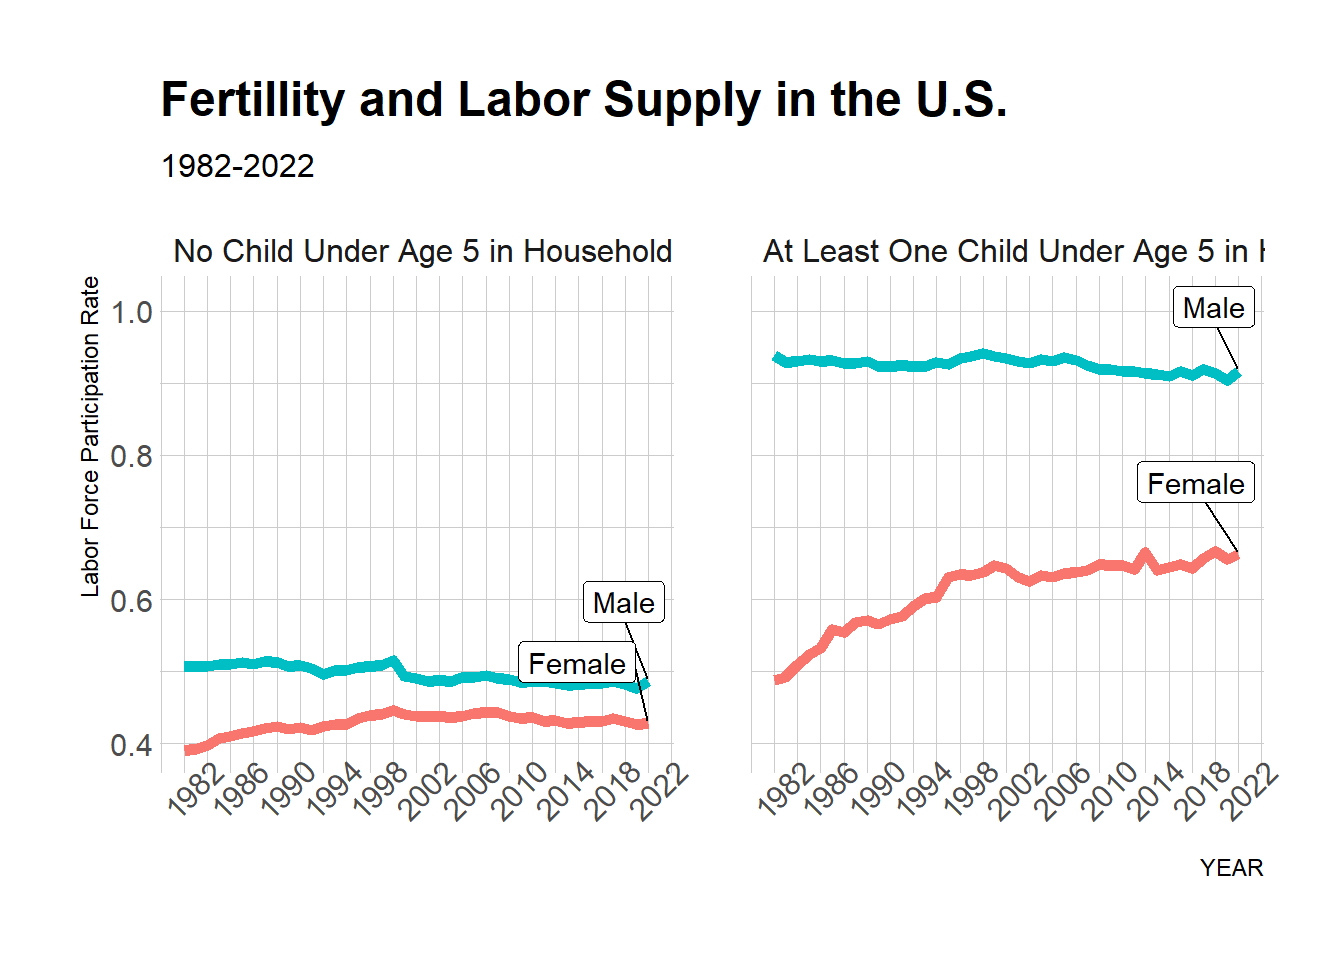 Fertillity and Labor Supply in the U.S.
1982-2022
No Child Under Age 5 in Household
At Least One Child Under Age 5 in
Labor Force Participation Rate
1.0
0.8
0.6
0.4
Male
Female
Male
Female
1982 1986 1990 1994 1998 2002 2006 2010 2014 2018 2022
1982 1986 1990 1994 1998 2002 2006 2010 2014 2018 2022
YEAR